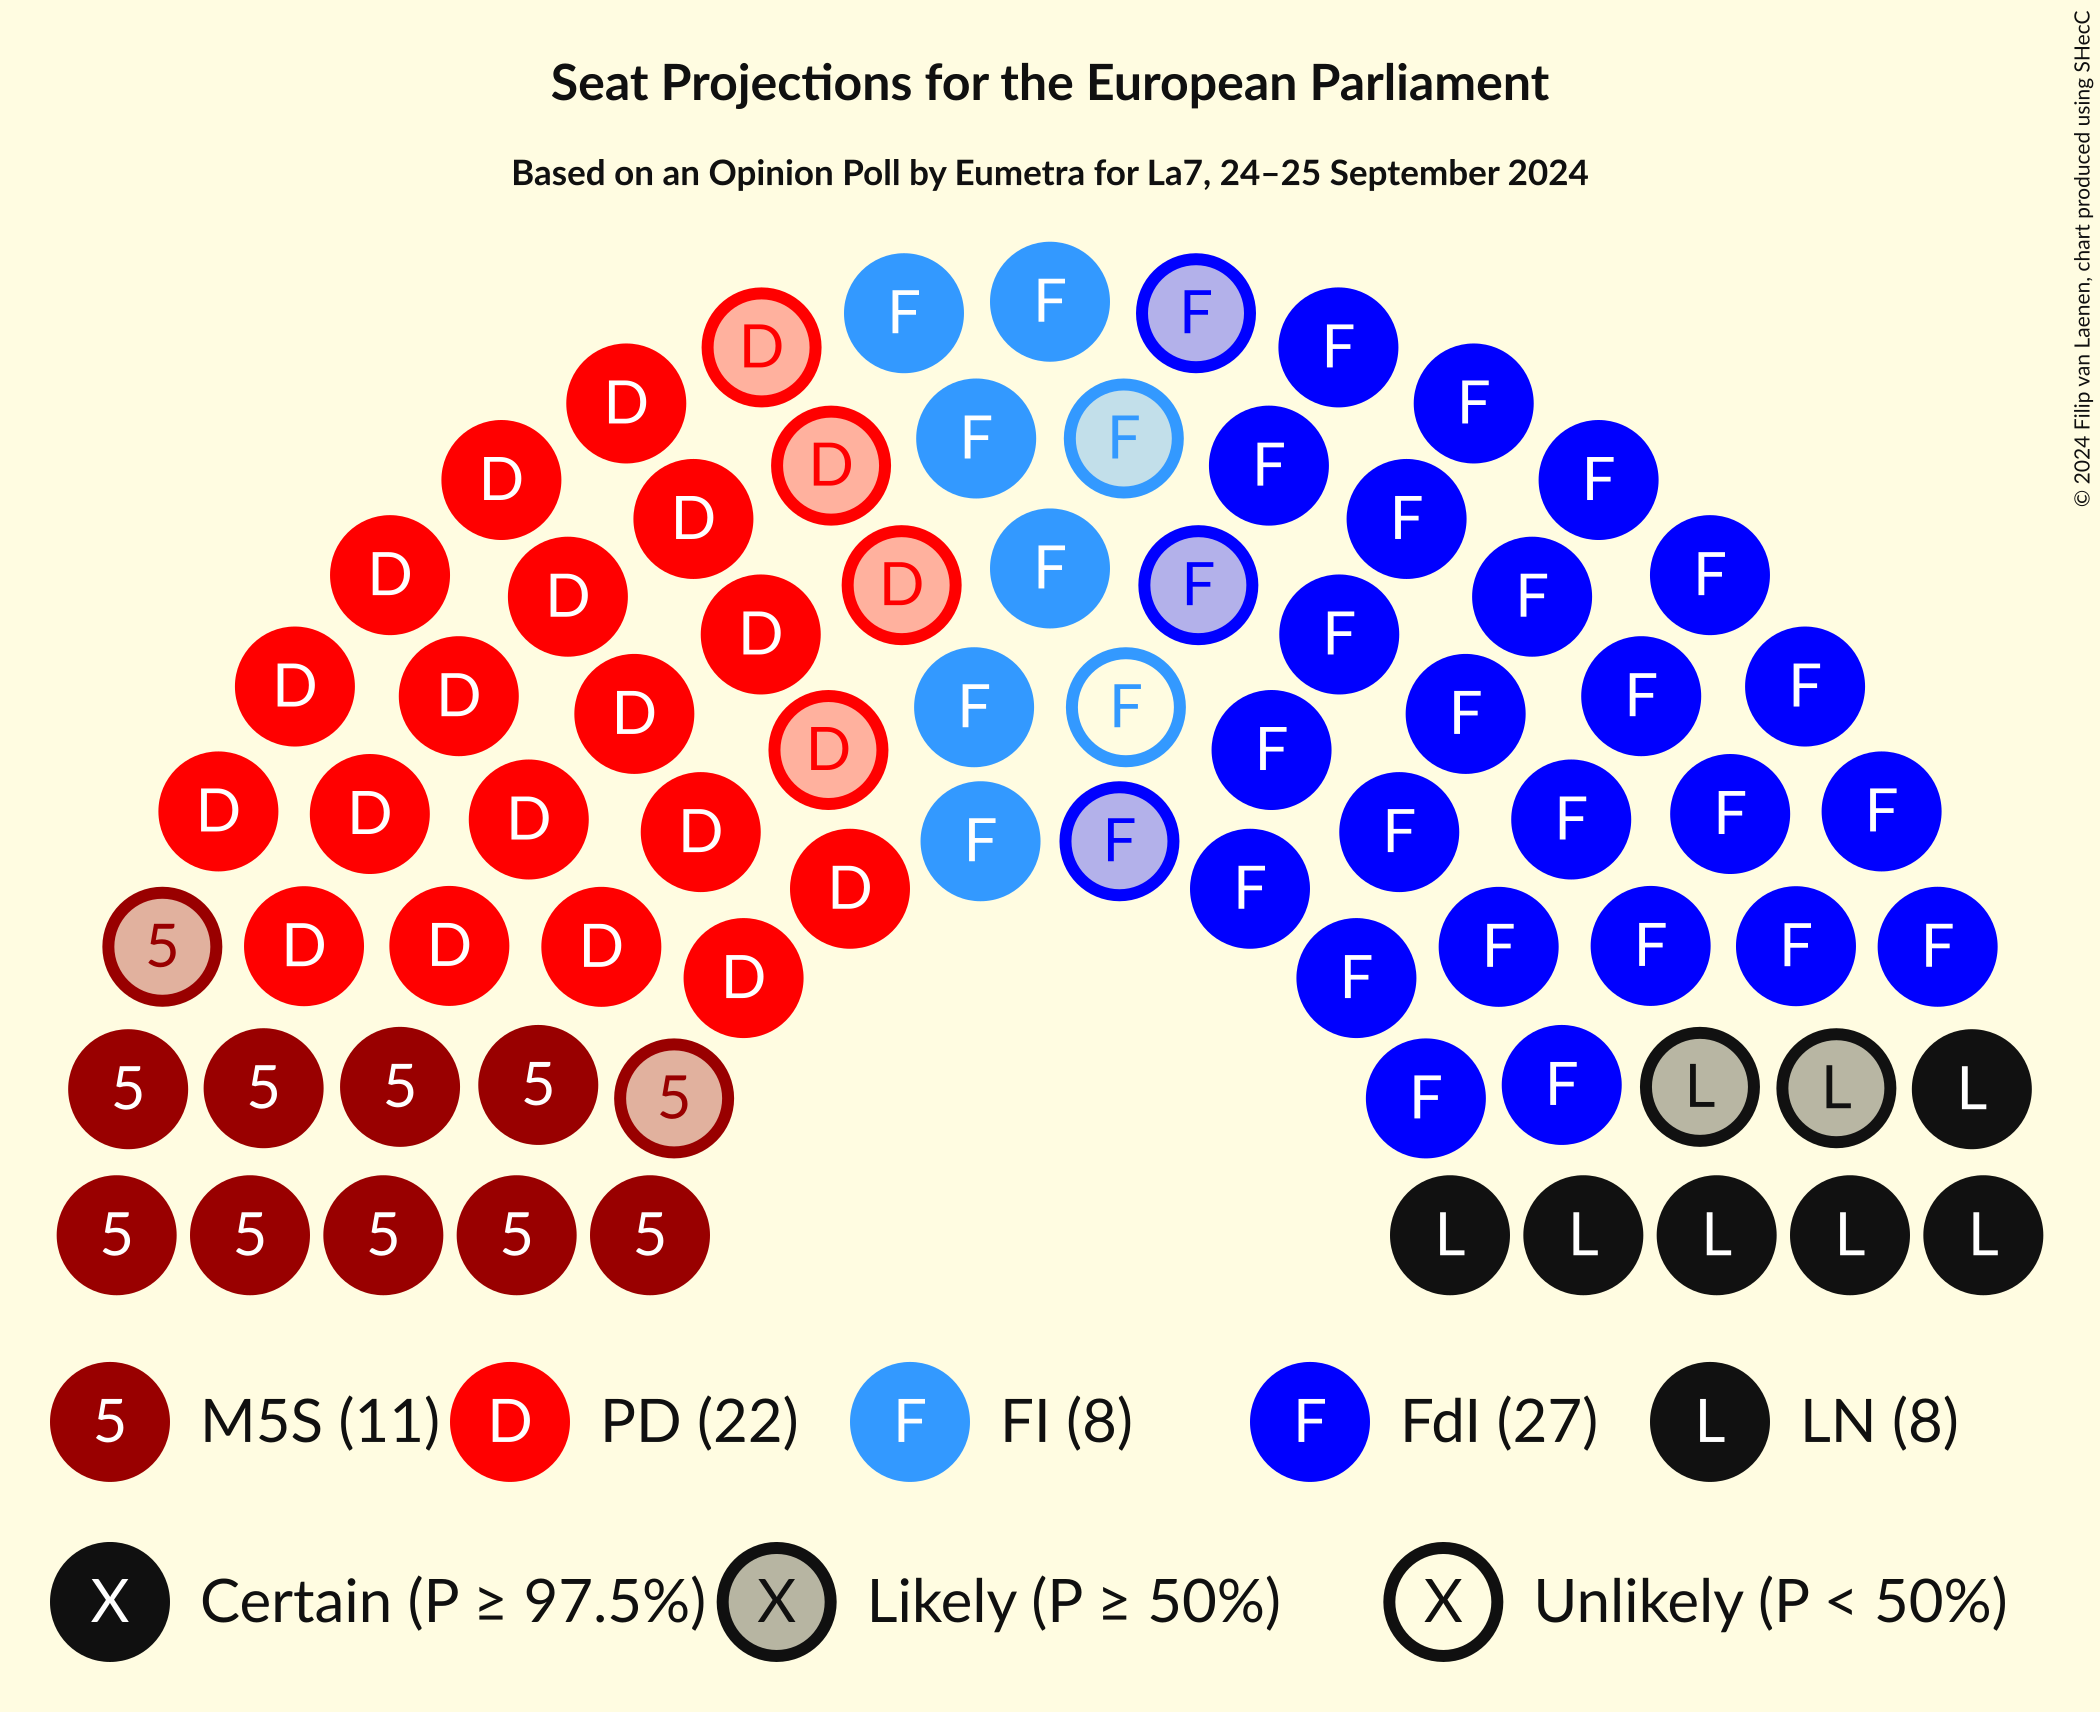 Seat Projections for the European Parliament
Based on an Opinion Poll by Eumetra for La7, 24–25 September 2024
© 2024 Filip van Laenen, chart produced using SHecC
F
F F
D F
F F
D F
D F
D F
D F
D F
D F
F F
D F
D F
D F
D F
D F
D F
D F
D F
F F
D F
D F
D F
D F
D F
D F
F F
D F
5 D D D F F F F
D F
5 5 5 5 5 F F L L L
5 5 5 5 5 L L L L L
5 M5S (11) D PD (22) F FI (8) F FdI (27) L LN (8)
X Certain (P ≥ 97.5%) X Likely (P ≥ 50%) X Unlikely (P < 50%)